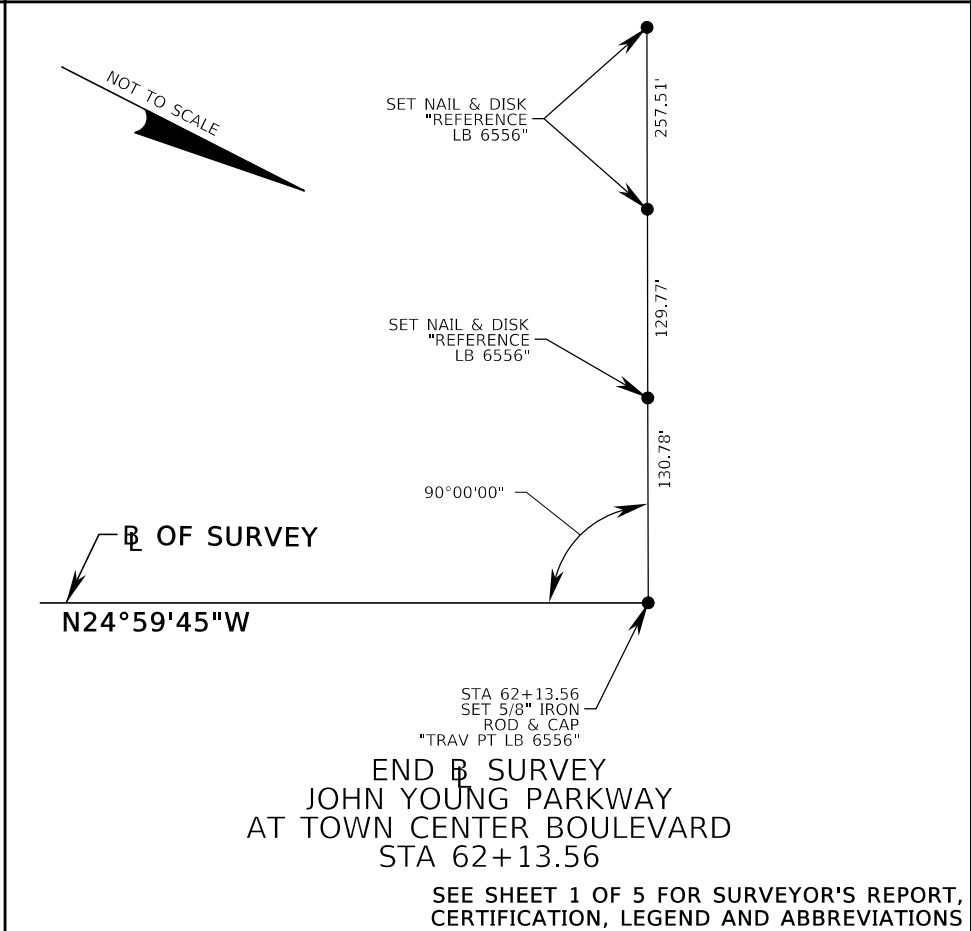 NOT TO SCALE
SET NAIL & DISK
"REFERENCE
LB 6556"
257.51'
129.77'
SET NAIL & DISK
"REFERENCE
LB 6556"
130.78'
90°00'00"
BL OF SURVEY
N24°59'45"W
STA 62+13.56
SET 5/8" IRON
ROD & CAP
"TRAV PT LB 6556"
END BL SURVEY
JOHN YOUNG PARKWAY
AT TOWN CENTER BOULEVARD
STA 62+13.56
SEE SHEET 1 OF 5 FOR SURVEYOR'S REPORT,
CERTIFICATION, LEGEND AND ABBREVIATIONS